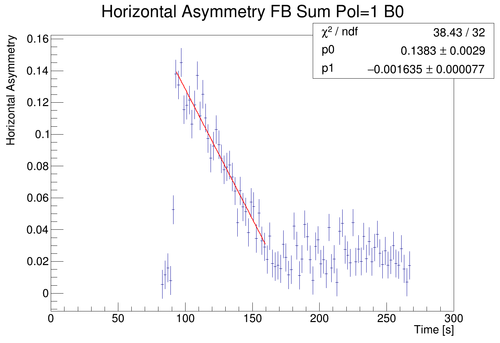 Horizontal Asymmetry FB Sum Pol=1 B0
χ² / ndf 38.43 / 32
p0 0.1383 ± 0.0029
p1 −0.001635 ± 0.000077
Horizontal Asymmetry
0.16
0.14
0.12
0.1
0.08
0.06
0.04
0.02
0
0 50 100 150 200 250 300
Time [s]